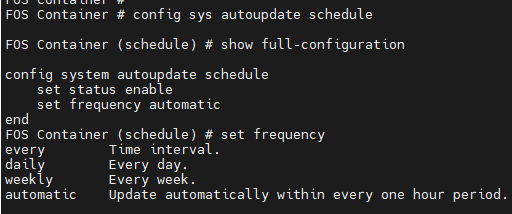 FOS Container #
FOS Container # config sys autoupdate schedule
FOS Container (schedule) # show full-configuration
config system autoupdate schedule
    set status enable
    set frequency automatic
end
FOS Container (schedule) # set frequency
every        Time interval.
daily        Every day.
weekly       Every week.
automatic    Update automatically within every one hour period.